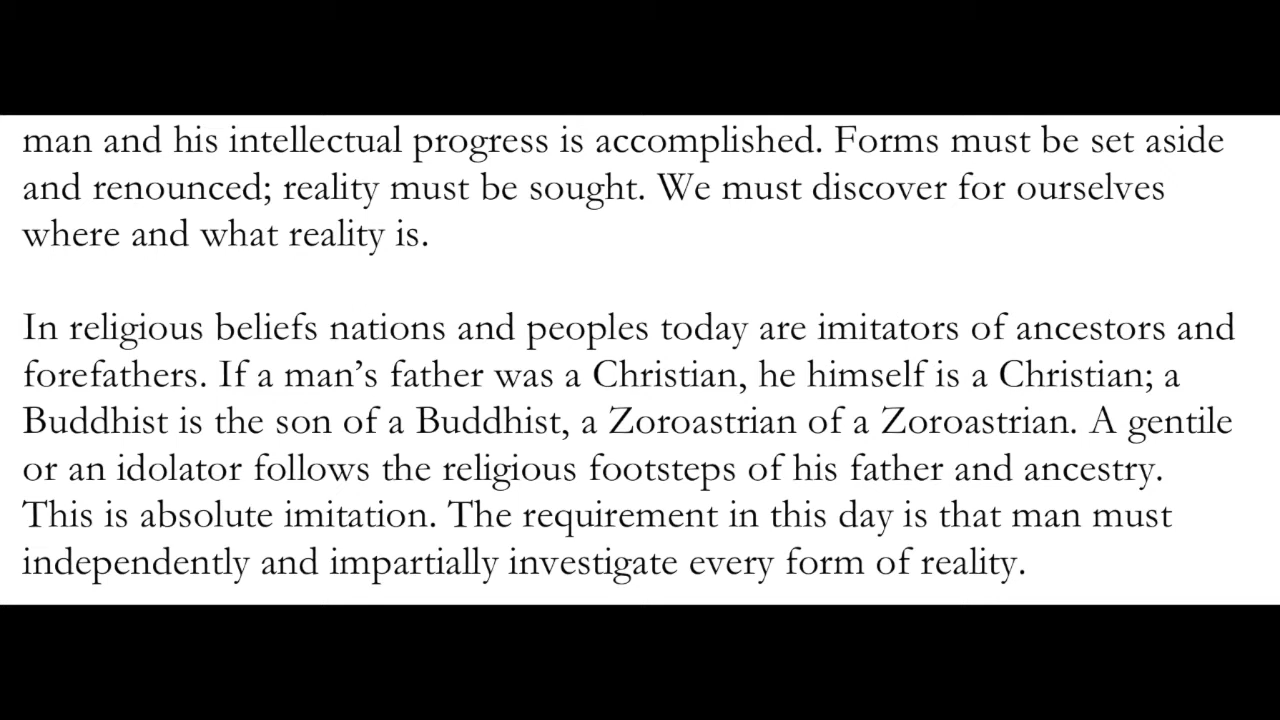 man and his intellectual progress is accomplished. Forms must be set aside
and renounced; reality must be sought. We must discover for ourselves
where and what reality is.
In religious beliefs nations and peoples today are imitators of ancestors and
forefathers. If a man’s father was a Christian, he himself is a Christian; a
Buddhist is the son of a Buddhist, a Zoroastrian of a Zoroastrian. A gentile
or an idolator follows the religious footsteps of his father and ancestry.
This is absolute imitation. The requirement in this day is that man must
independently and impartially investigate every form of reality.